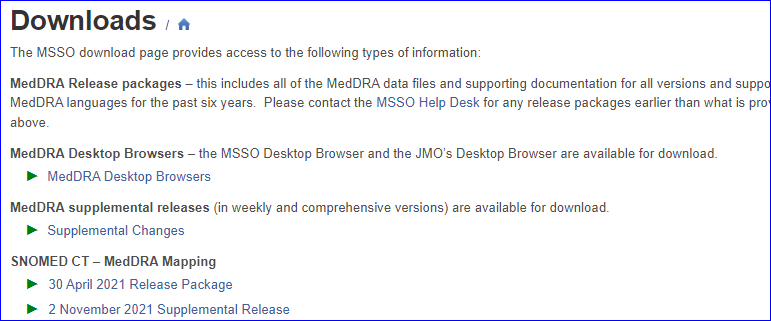 Downloads /
The MSSO download page provides access to the following types of information:
MedDRA Release packages – this includes all of the MedDRA data files and supporting documentation for all versions and
MedDRA languages for the past six years.  Please contact the MSSO Help Desk for any release packages earlier than what is
above.
MedDRA Desktop Browsers – the MSSO Desktop Browser and the JMO's Desktop Browser are available for download.
MedDRA Desktop Browsers
MedDRA supplemental releases (in weekly and comprehensive versions) are available for download.
Supplemental Changes
SNOMED CT – MedDRA Mapping
30 April 2021 Release Package
2 November 2021 Supplemental Release